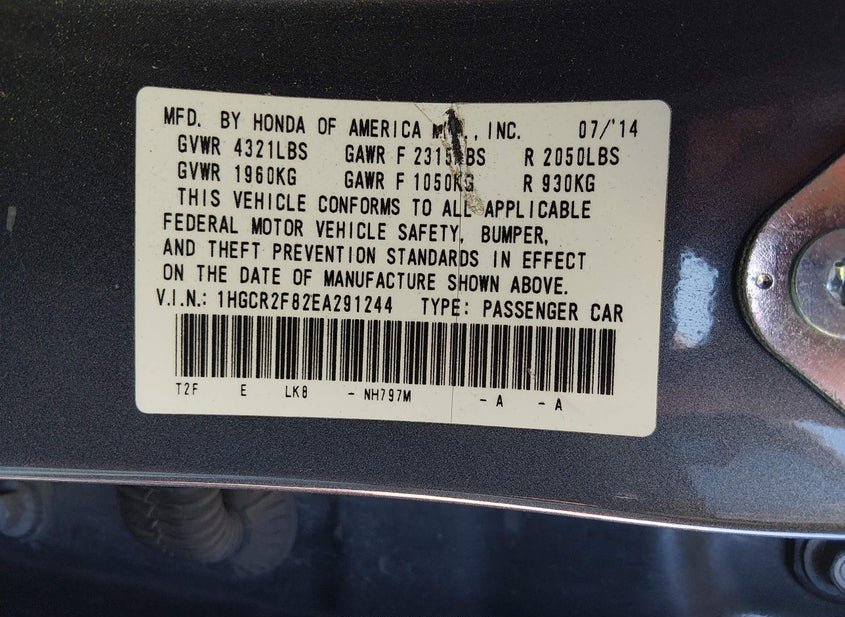 MFD. BY HONDA OF AMERICA INC. 07/'14
GVWR 4321LBS GAWR F 2315LBS R 2050LBS
GVWR 1960KG GAWR F 1050KG R 930KG
THIS VEHICLE CONFORMS TO ALL APPLICABLE
FEDERAL MOTOR VEHICLE SAFETY, BUMPER,
AND THEFT PREVENTION STANDARDS IN EFFECT
ON THE DATE OF MANUFACTURE SHOWN ABOVE.
V.I.N.: 1HGCR2F82EA291244 TYPE: PASSENGER CAR
T2F E LK8 - NH797M - A - A